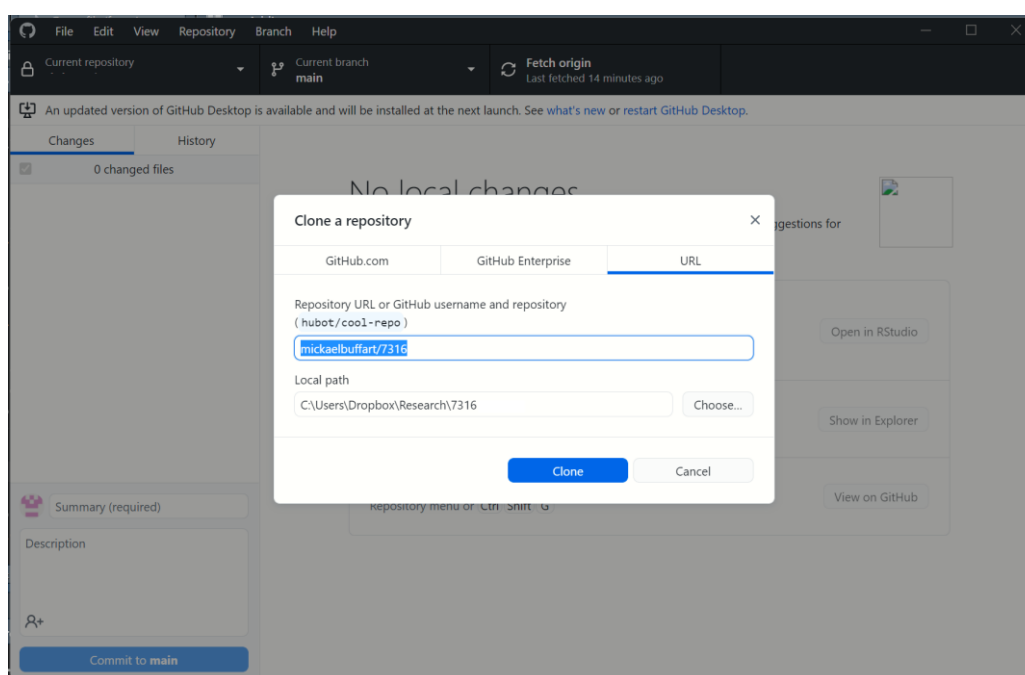 File Edit View Repository Branch Help
Current repository
Current branch
main
Fetch origin
Last fetched 14 minutes ago
An updated version of GitHub Desktop is available and will be installed at the next launch. See what's new or restart GitHub Desktop.
Changes History
0 changed files
No local changes
ggestions for
Clone a repository
GitHub.com GitHub Enterprise URL
Repository URL or GitHub username and repository
(hubot/cool-repo)
mickaelbuffart/7316
Local path
C:\Users\Dropbox\Research\7316
Choose...
Clone Cancel
Open in RStudio
Show in Explorer
View on GitHub
Repository menu or Ctrl Shift G
Summary (required)
Description
Commit to main